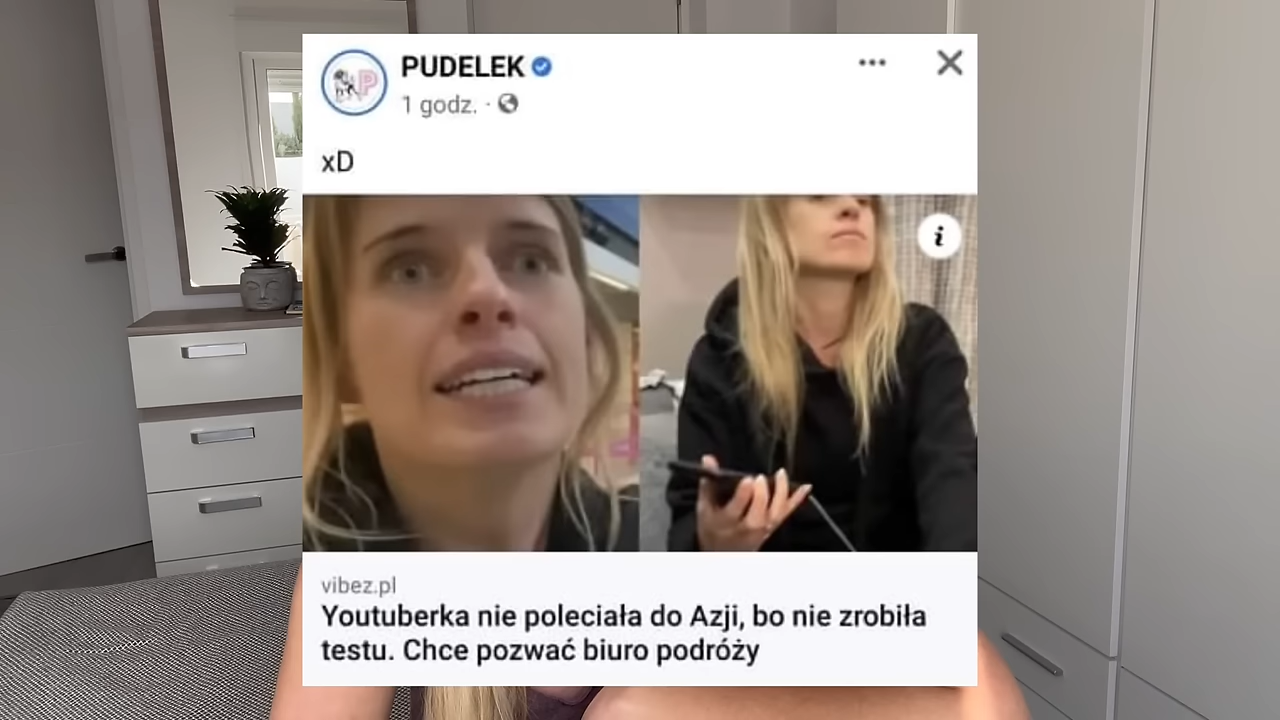 PUDELEK
1 godz. ·
xD
vibez.pl
Youtuberka nie poleciała do Azji, bo nie zrobiła
testu. Chce pozwać biuro podróży